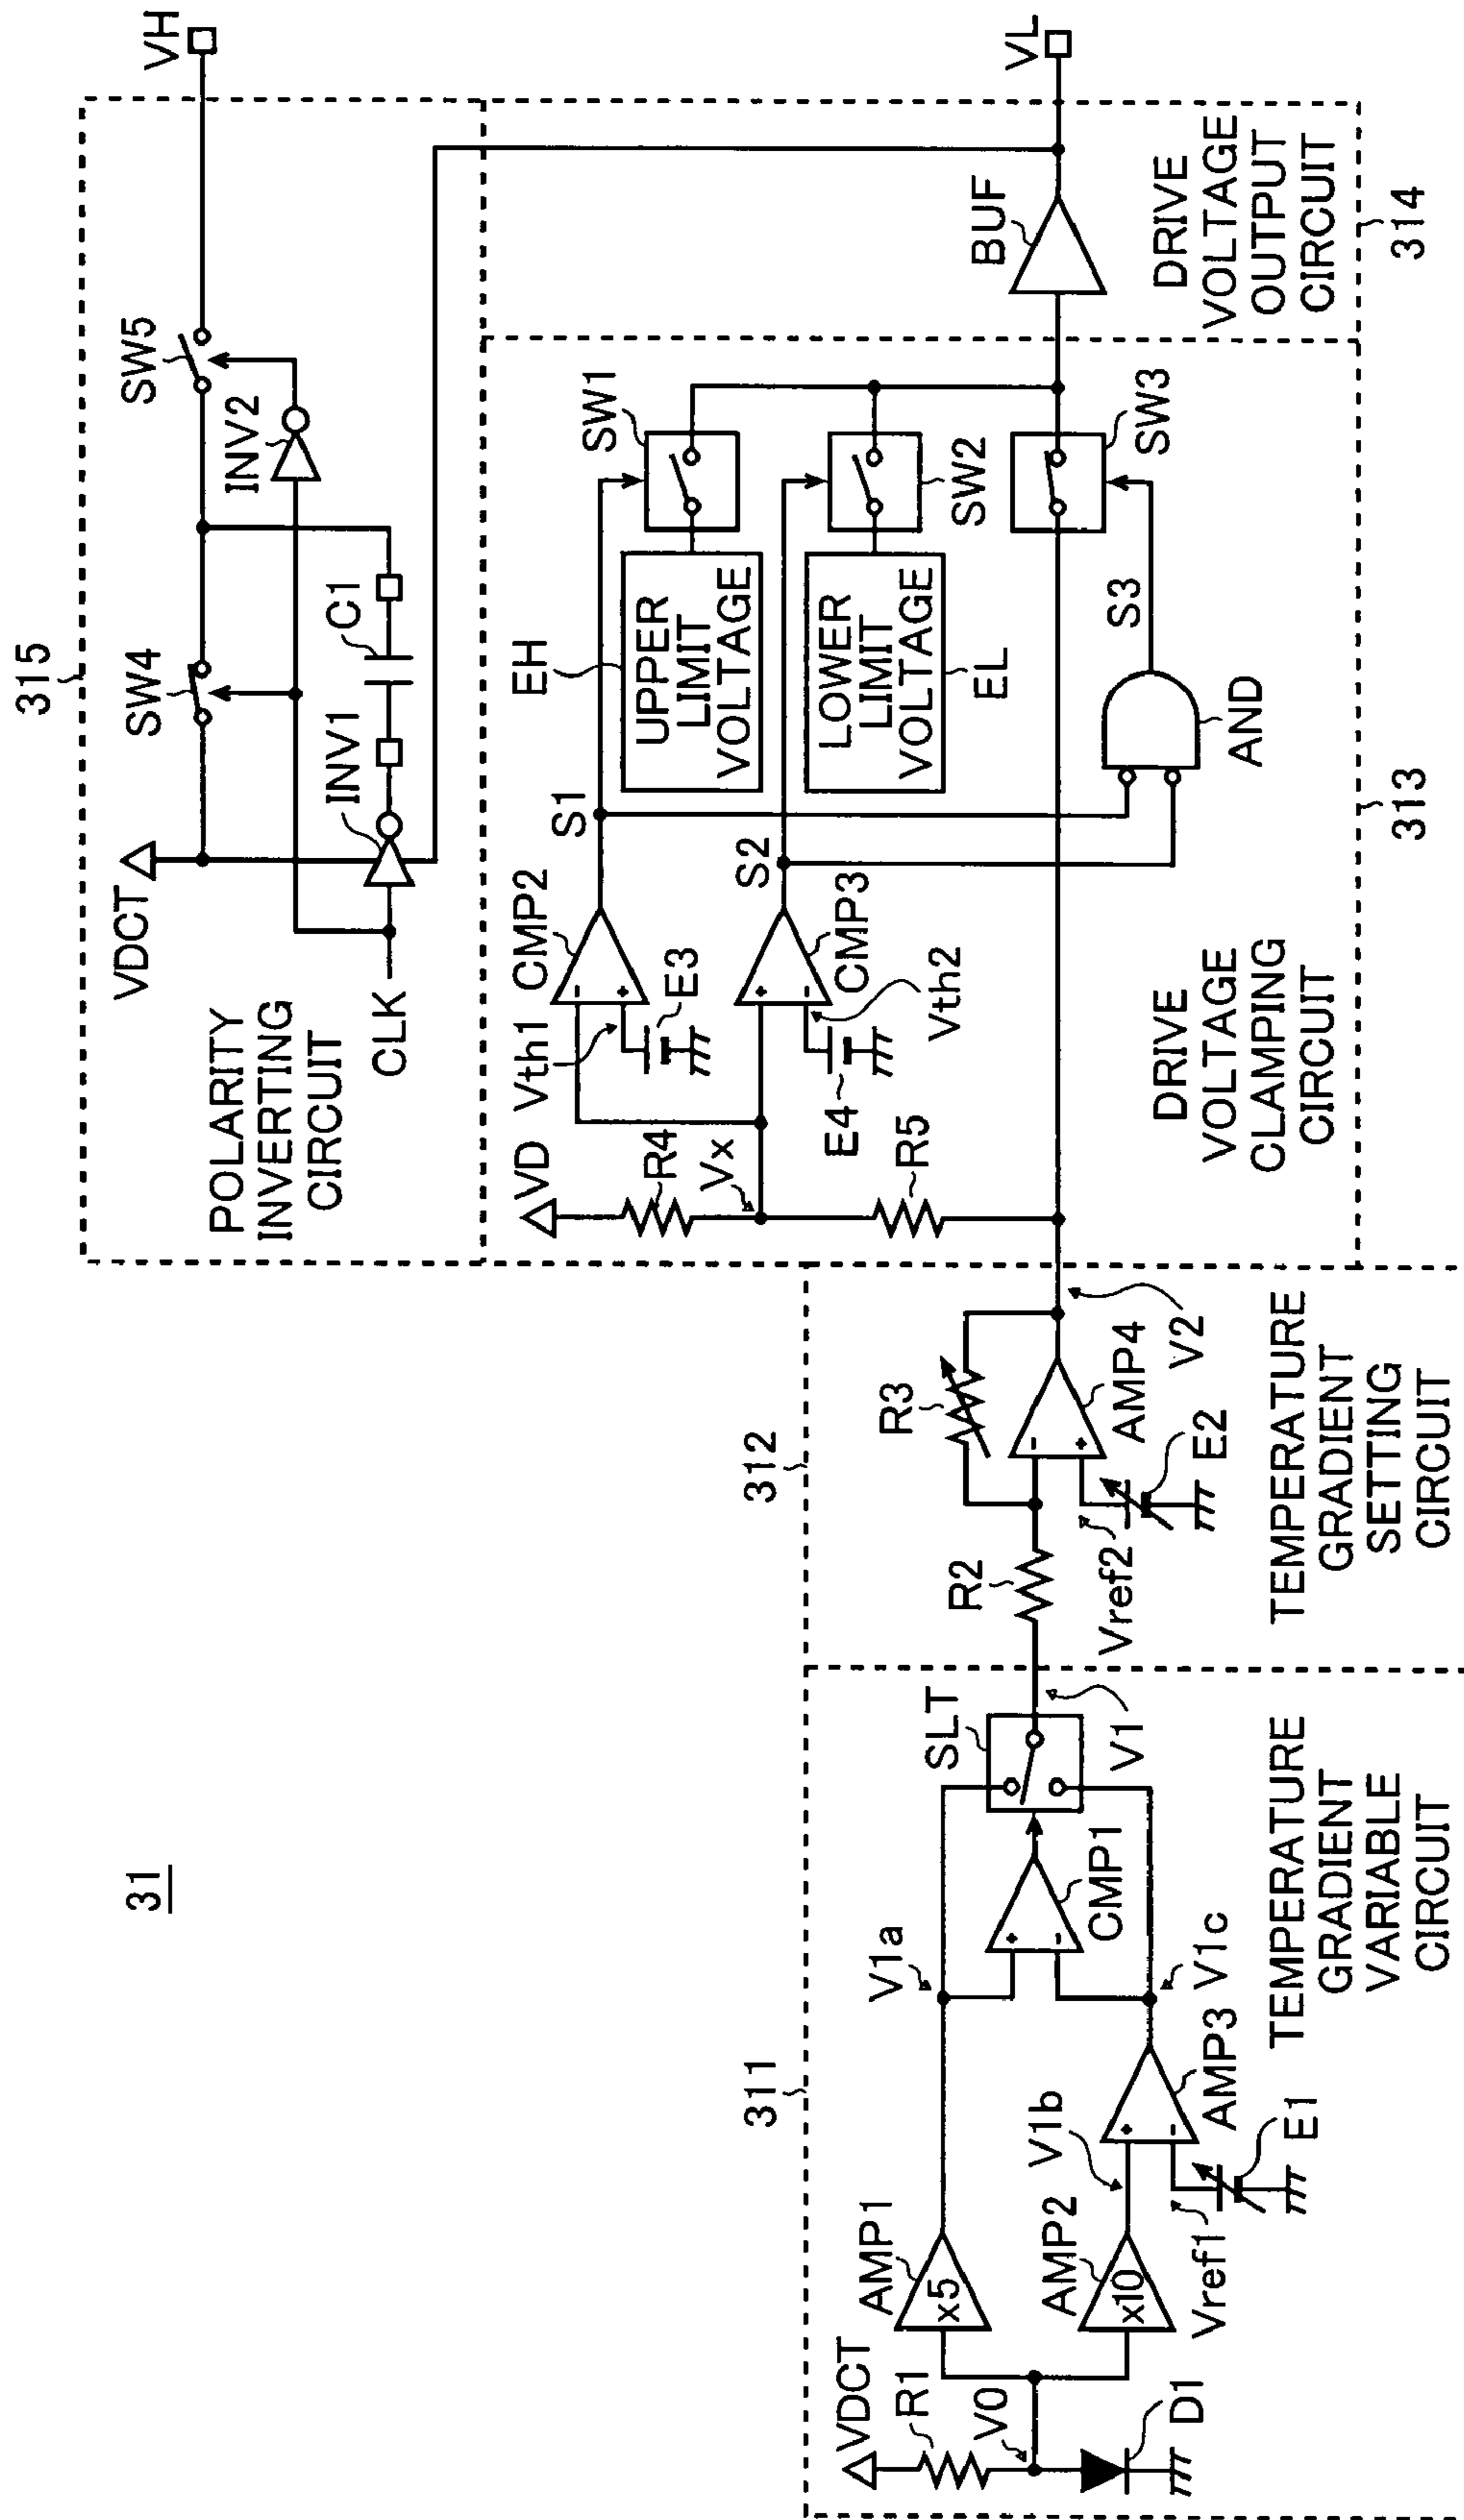 31
315
POLARITY
INVERTING
CIRCUIT
VDCT
CLK
SW4
INV1
C1
INV2
SW5
VH
311
VDCT
R1
V0
D1
AMP1
x5
AMP2
x10
V1a
V1b
Vref1
E1
AMP3
V1c
CMP1
SLT
V1
TEMPERATURE
GRADIENT
VARIABLE
CIRCUIT
312
R2
R3
Vref2
E2
AMP4
V2
TEMPERATURE
GRADIENT
SETTING
CIRCUIT
VD
R4
Vx
R5
Vth1
E3
CMP2
E4
Vth2
CMP3
S1
S2
EH
UPPER
LIMIT
VOLTAGE
LOWER
LIMIT
VOLTAGE
EL
SW1
SW2
SW3
S3
AND
DRIVE
VOLTAGE
CLAMPING
CIRCUIT
313
BUF
VL
DRIVE
VOLTAGE
OUTPUT
CIRCUIT
314